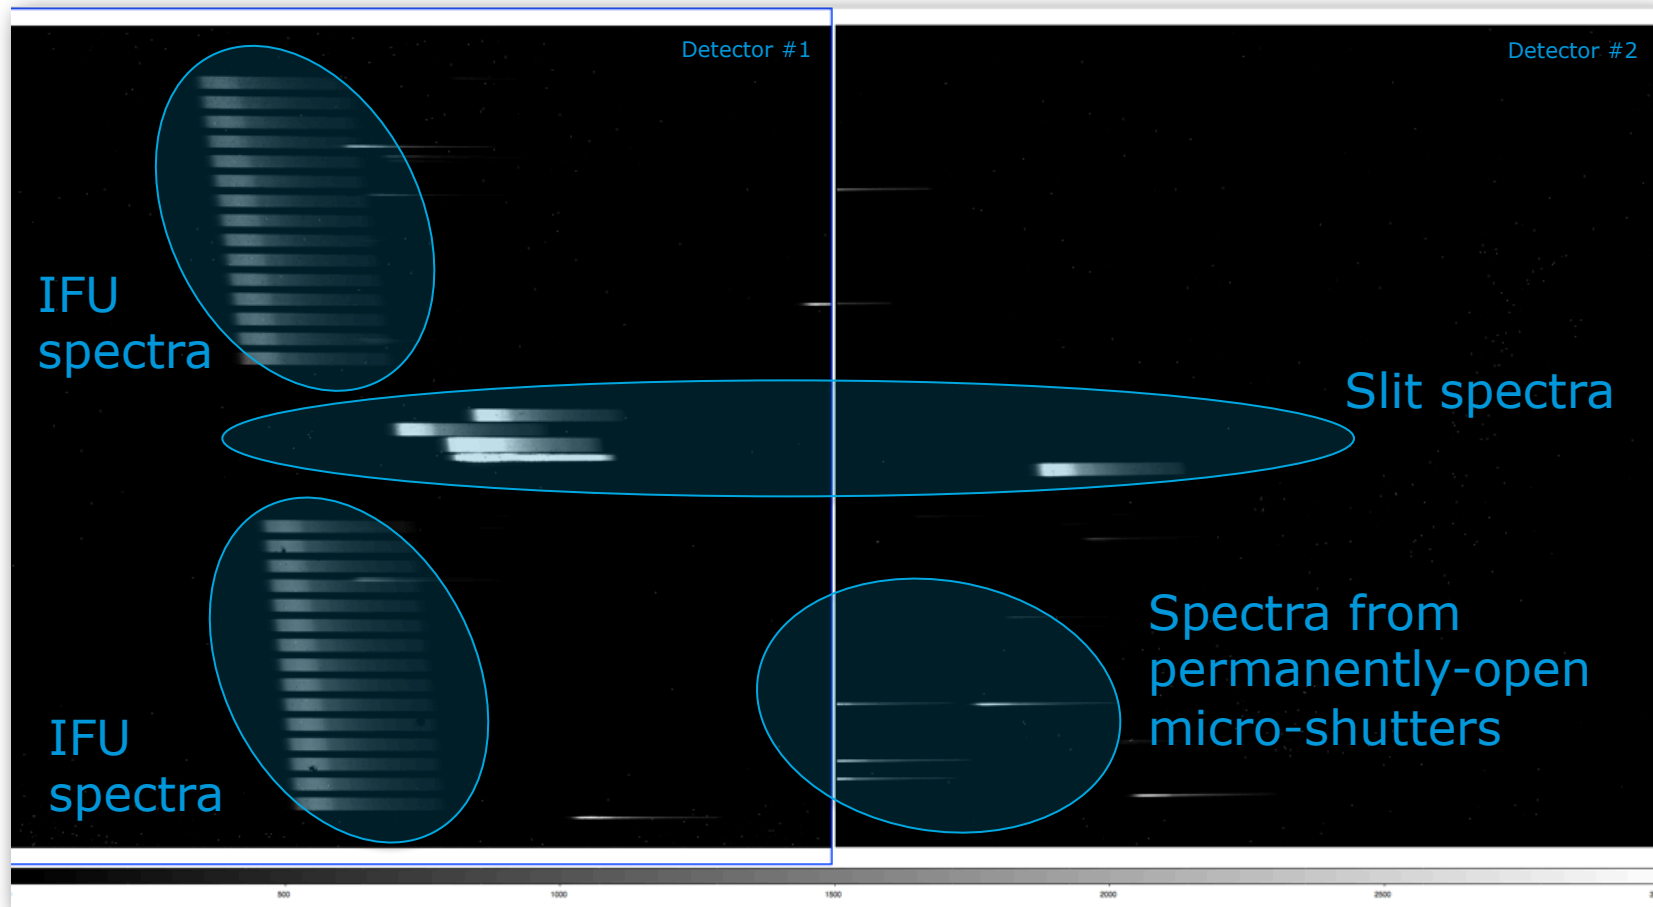 Detector #1
Detector #2
IFU
spectra
Slit spectra
Spectra from
permanently-open
micro-shutters
IFU
spectra
500
1000
1500
2000
2500